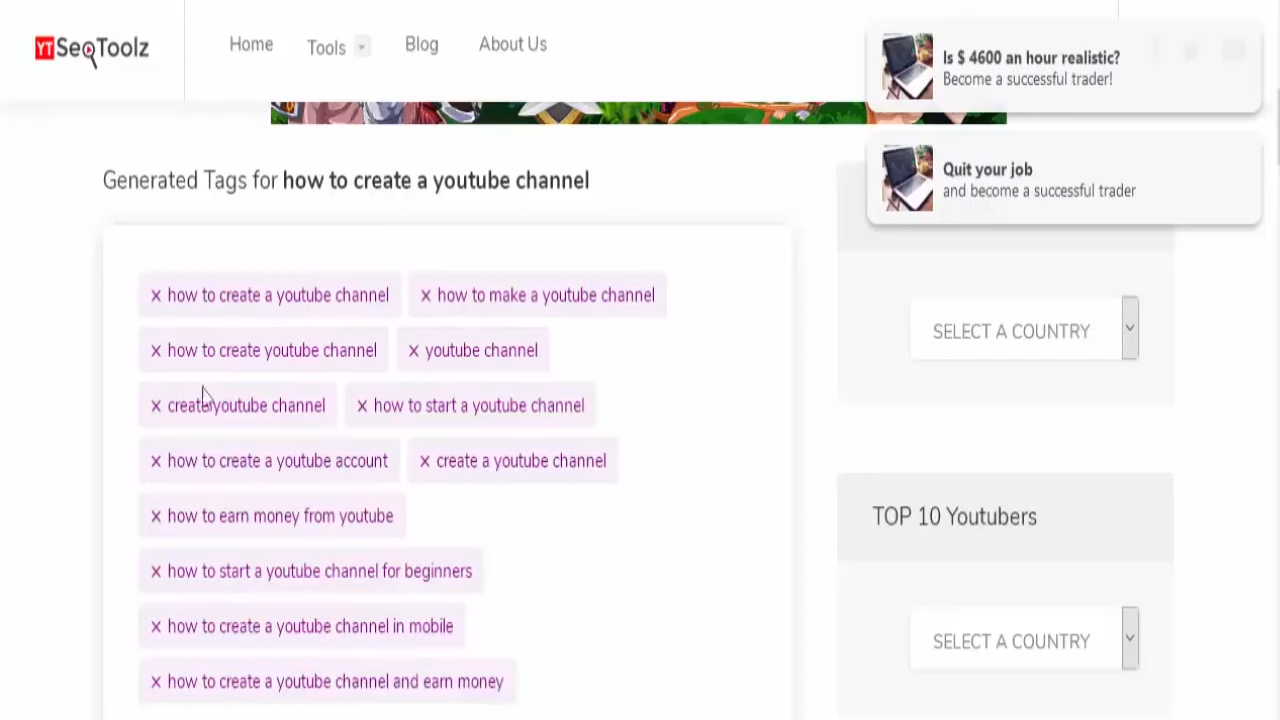 YT SeoToolz
Home Tools Blog About Us
Is $ 4600 an hour realistic?
Become a successful trader!
Quit your job
and become a successful trader
Generated Tags for how to create a youtube channel
× how to create a youtube channel × how to make a youtube channel
× how to create youtube channel × youtube channel
× create youtube channel × how to start a youtube channel
× how to create a youtube account × create a youtube channel
× how to earn money from youtube
× how to start a youtube channel for beginners
× how to create a youtube channel in mobile
× how to create a youtube channel and earn money
SELECT A COUNTRY
TOP 10 Youtubers
SELECT A COUNTRY